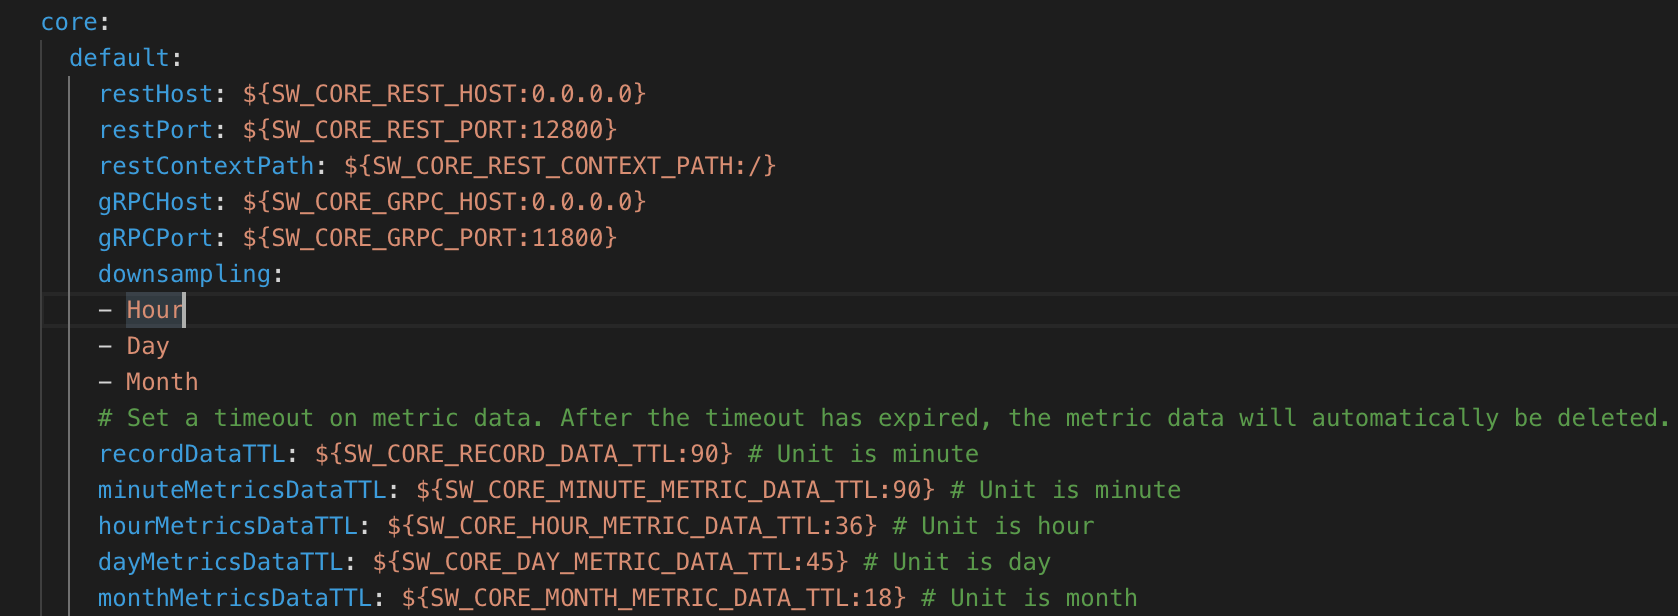 core:
default:
restHost: ${SW_CORE_REST_HOST:0.0.0.0}
restPort: ${SW_CORE_REST_PORT:12800}
restContextPath: ${SW_CORE_REST_CONTEXT_PATH:/}
gRPCHost: ${SW_CORE_GRPC_HOST:0.0.0.0}
gRPCPort: ${SW_CORE_GRPC_PORT:11800}
downsampling:
- Hour
- Day
- Month
# Set a timeout on metric data. After the timeout has expired, the metric data will automatically be deleted.
recordDataTTL: ${SW_CORE_RECORD_DATA_TTL:90} # Unit is minute
minuteMetricsDataTTL: ${SW_CORE_MINUTE_METRIC_DATA_TTL:90} # Unit is minute
hourMetricsDataTTL: ${SW_CORE_HOUR_METRIC_DATA_TTL:36} # Unit is hour
dayMetricsDataTTL: ${SW_CORE_DAY_METRIC_DATA_TTL:45} # Unit is day
monthMetricsDataTTL: ${SW_CORE_MONTH_METRIC_DATA_TTL:18} # Unit is month